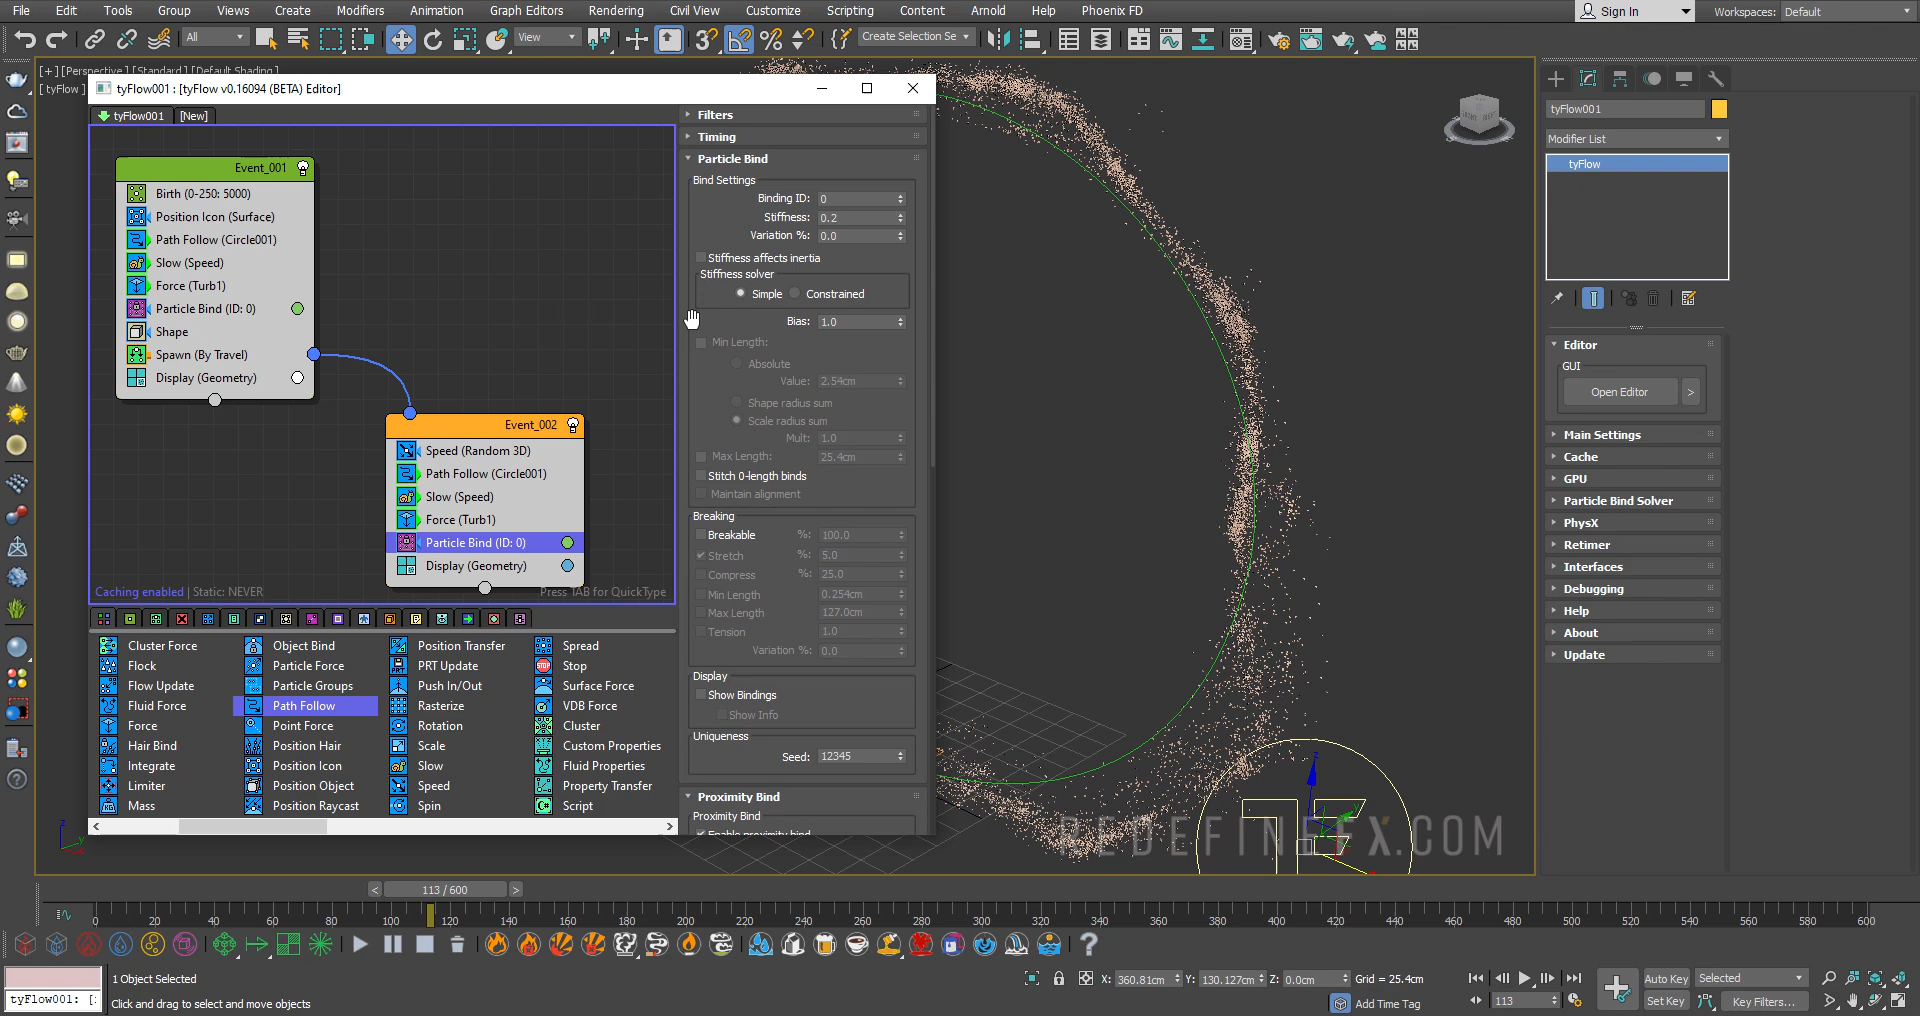 File Edit Tools Group Views Create Modifiers Animation Graph Editors Rendering Civil View Customize Scripting Content Arnold Help Phoenix FD Sign In Workspaces: Default
All View Create Selection Se
[+] [Perspective ] [Standard ] [Default Shading ]
[ tyFlow ]
tyFlow001 : [tyFlow v0.16094 (BETA) Editor]
tyFlow001 [New]
Event_001
Birth (0-250: 5000)
Position Icon (Surface)
Path Follow (Circle001)
Slow (Speed)
Force (Turb1)
Particle Bind (ID: 0)
Shape
Spawn (By Travel)
Display (Geometry)
Event_002
Speed (Random 3D)
Path Follow (Circle001)
Slow (Speed)
Force (Turb1)
Particle Bind (ID: 0)
Display (Geometry)
Caching enabled | Static: NEVER
Press TAB for QuickType
Cluster Force Object Bind Position Transfer Spread
Flock Particle Force PRT Update Stop
Flow Update Particle Groups Push In/Out Surface Force
Fluid Force Path Follow Rasterize VDB Force
Force Point Force Rotation Cluster
Hair Bind Position Hair Scale Custom Properties
Integrate Position Icon Slow Fluid Properties
Limiter Position Object Speed Property Transfer
Mass Position Raycast Spin Script
Filters
Timing
Particle Bind
Bind Settings
Binding ID: 0
Stiffness: 0.2
Variation %: 0.0
Stiffness affects inertia
Stiffness solver
Simple Constrained
Bias: 1.0
Min Length:
Absolute
Value: 2.54cm
Shape radius sum
Scale radius sum
Mult: 1.0
Max Length: 25.4cm
Stitch 0-length binds
Maintain alignment
Breaking
Breakable %: 100.0
Stretch %: 5.0
Compress %: 25.0
Min Length 0.254cm
Max Length 127.0cm
Tension 1.0
Variation %: 0.0
Display
Show Bindings
Show Info
Uniqueness
Seed: 12345
Proximity Bind
Proximity Bind
Enable proximity bind
REDEFINEFX.COM
tyFlow001
Modifier List
tyFlow
Editor
GUI
Open Editor >
Main Settings
Cache
GPU
Particle Bind Solver
PhysX
Retimer
Interfaces
Debugging
Help
About
Update
< 113 / 600 >
0 20 40 60 80 100 120 140 160 180 200 220 240 260 280 300 320 340 360 380 400 420 440 460 480 500 520 540 560 580 600
1 Object Selected
X: 360.81cm Y: 130.127cm Z: 0.0cm Grid = 25.4cm
Auto Key Selected
tyFlow001: [:
Click and drag to select and move objects
Add Time Tag
113
Set Key Key Filters...